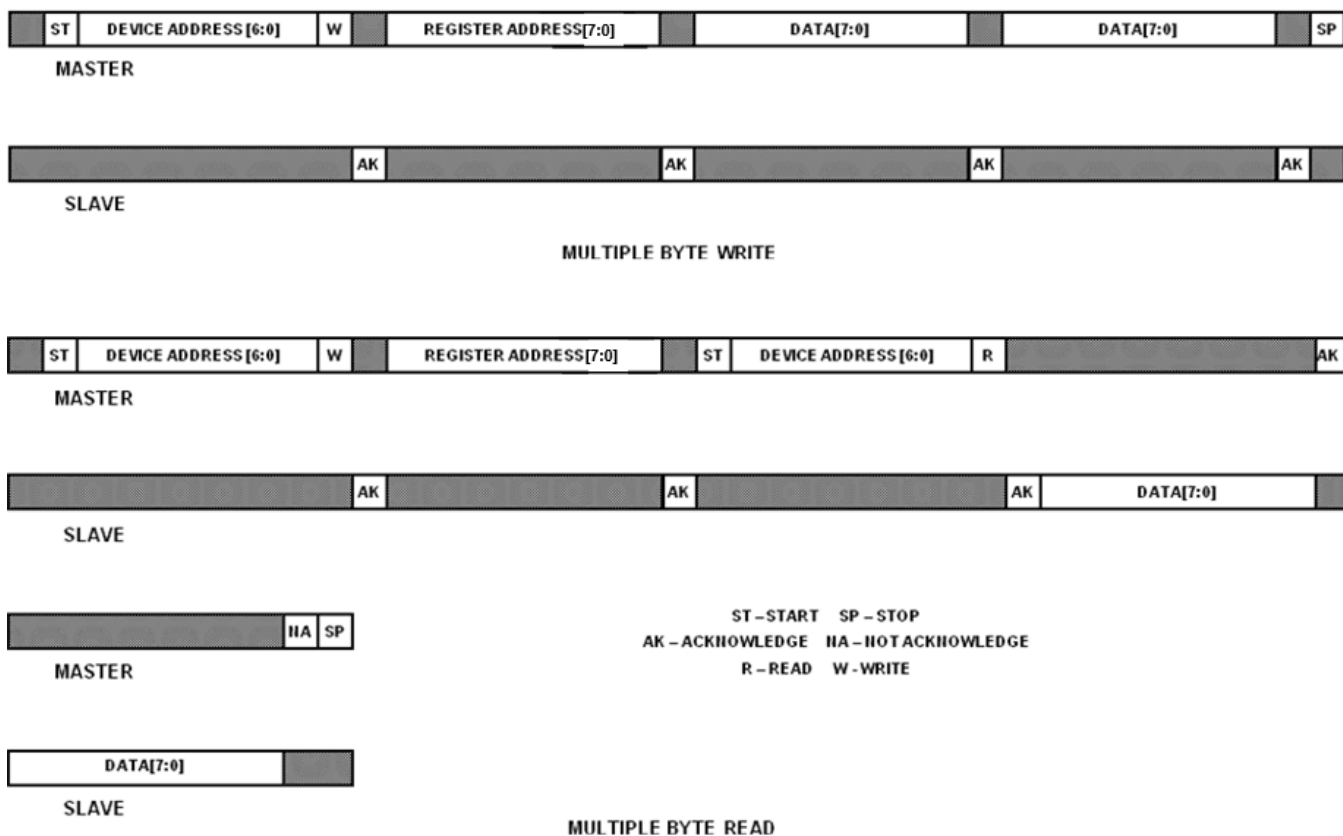 ST DEVICE ADDRESS [6:0] W REGISTER ADDRESS[7:0] DATA[7:0] DATA[7:0] SP
MASTER
AK AK AK AK
SLAVE
MULTIPLE BYTE WRITE
ST DEVICE ADDRESS [6:0] W REGISTER ADDRESS[7:0] ST DEVICE ADDRESS [6:0] R AK
MASTER
AK AK AK DATA[7:0]
SLAVE
NA SP
MASTER
ST – START SP – STOP
AK – ACKNOWLEDGE NA – NOT ACKNOWLEDGE
R – READ W - WRITE
DATA[7:0]
SLAVE
MULTIPLE BYTE READ